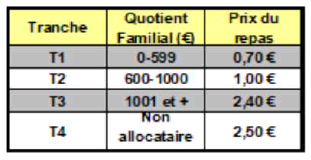 Tranche Quotient Familial (€) Prix du repas
T1 0-599 0,70 €
T2 600-1000 1,00 €
T3 1001 et + 2,40 €
T4 Non allocataire 2,50 €